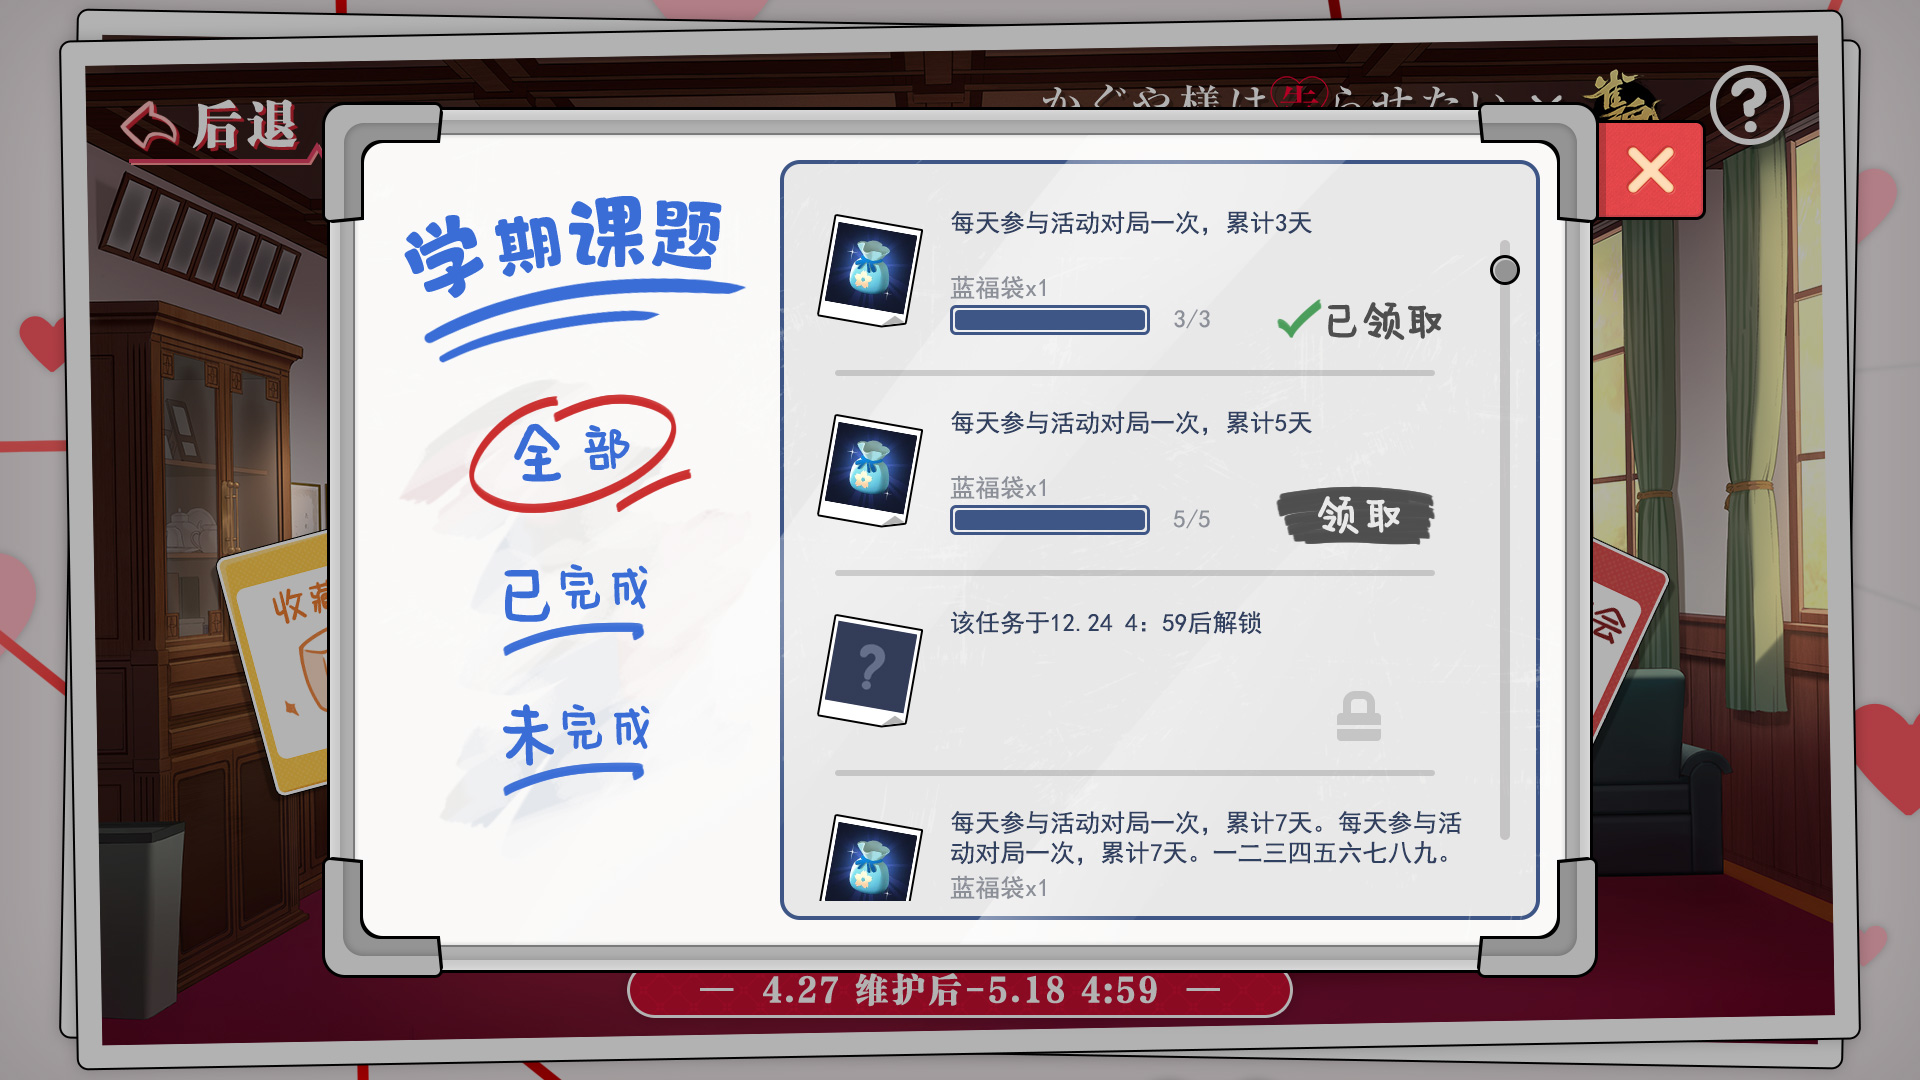 后退
かぐや様は告らせたい
雀魂
?
学期课题
全部
已完成
未完成
每天参与活动对局一次，累计3天
蓝福袋x1
3/3
已领取
每天参与活动对局一次，累计5天
蓝福袋x1
5/5
领取
?
该任务于12.24 4：59后解锁
每天参与活动对局一次，累计7天。每天参与活
动对局一次，累计7天。一二三四五六七八九。
蓝福袋x1
收藏
会
— 4.27 维护后-5.18 4:59 —